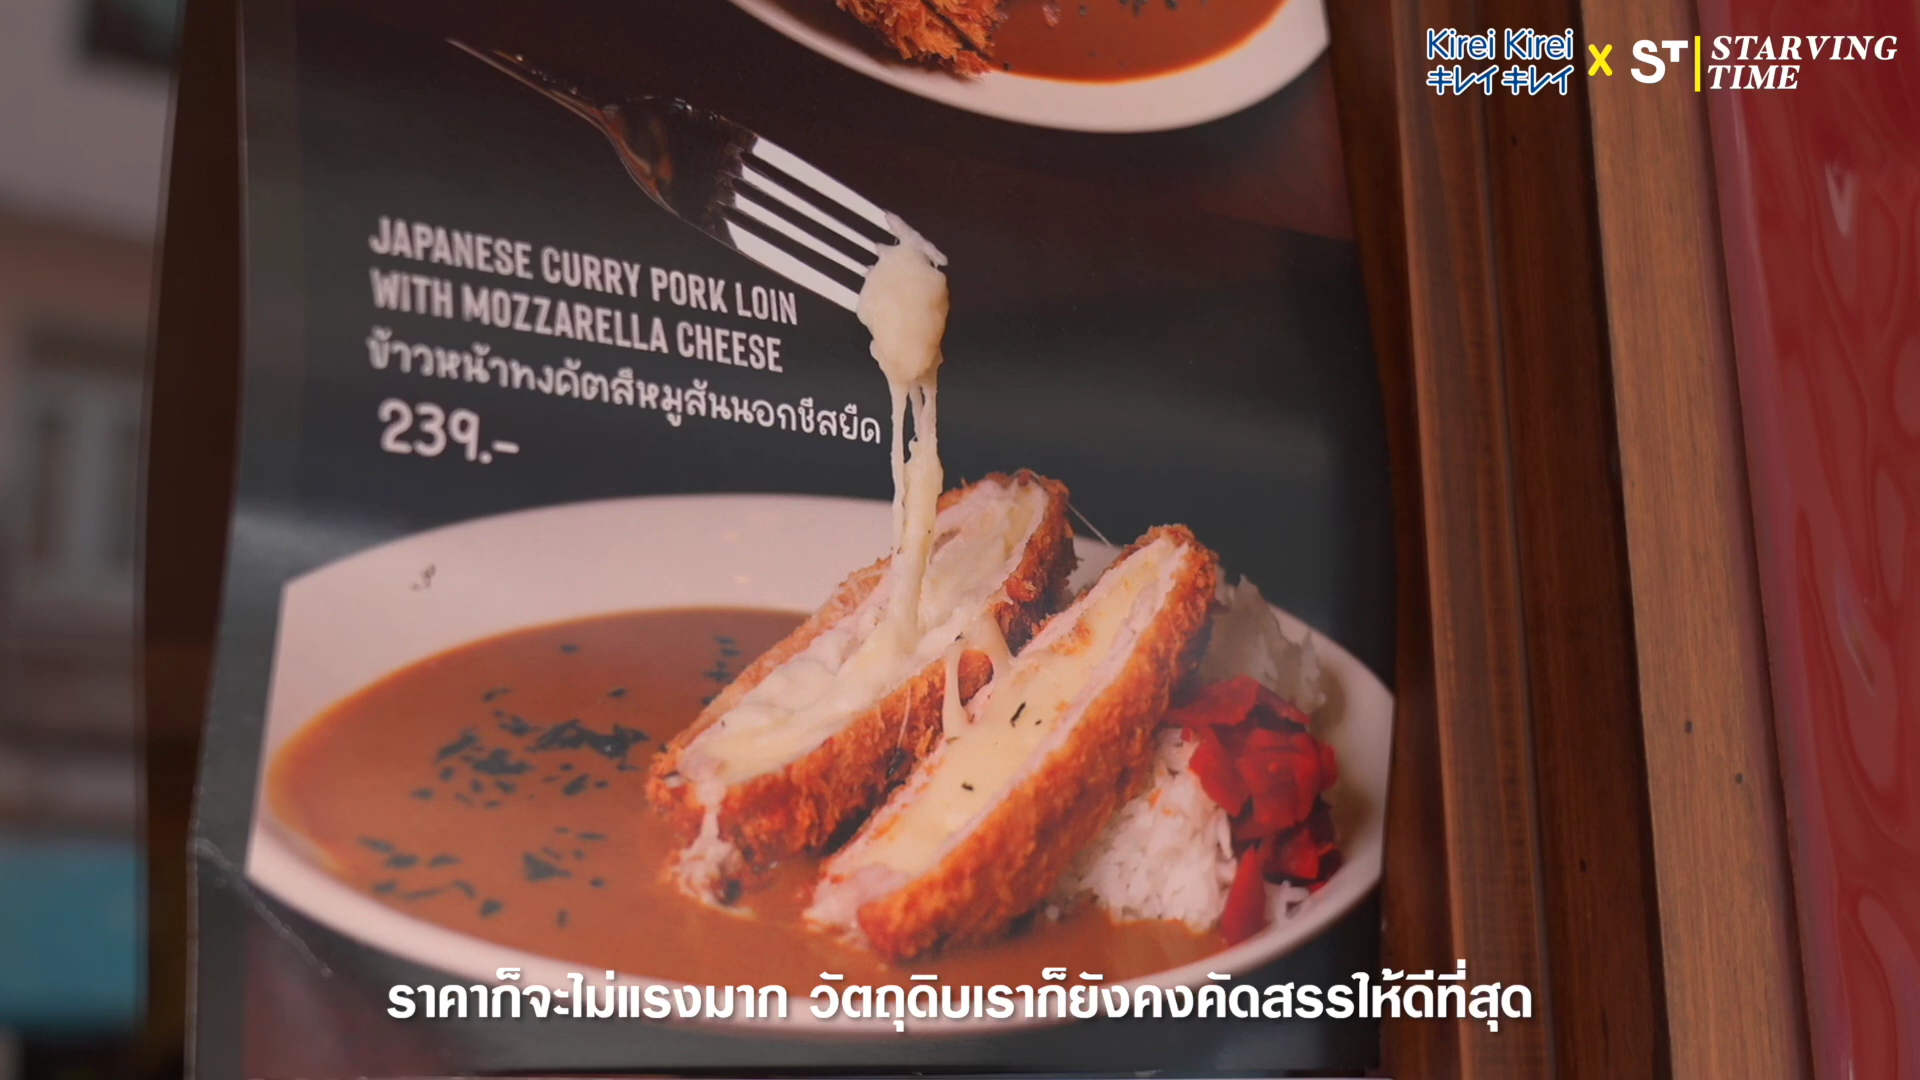 Kirei Kirei
キレイキレイ
X
ST
STARVING
TIME
JAPANESE CURRY PORK LOIN
WITH MOZZARELLA CHEESE
ข้าวหน้าทงคัตสึหมูสันนอกชีสยืด
239.-
ราคาก็จะไม่แรงมาก วัตถุดิบเราก็ยังคงคัดสรรให้ดีที่สุด